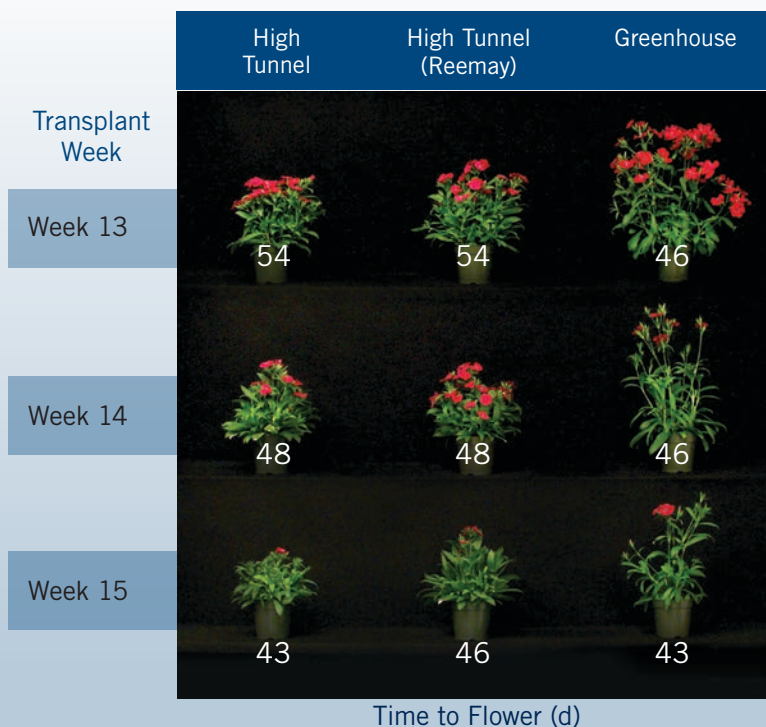 High
Tunnel
High Tunnel
(Reemay)
Greenhouse
Transplant
Week
Week 13
54
54
46
Week 14
48
48
46
Week 15
43
46
43
Time to Flower (d)